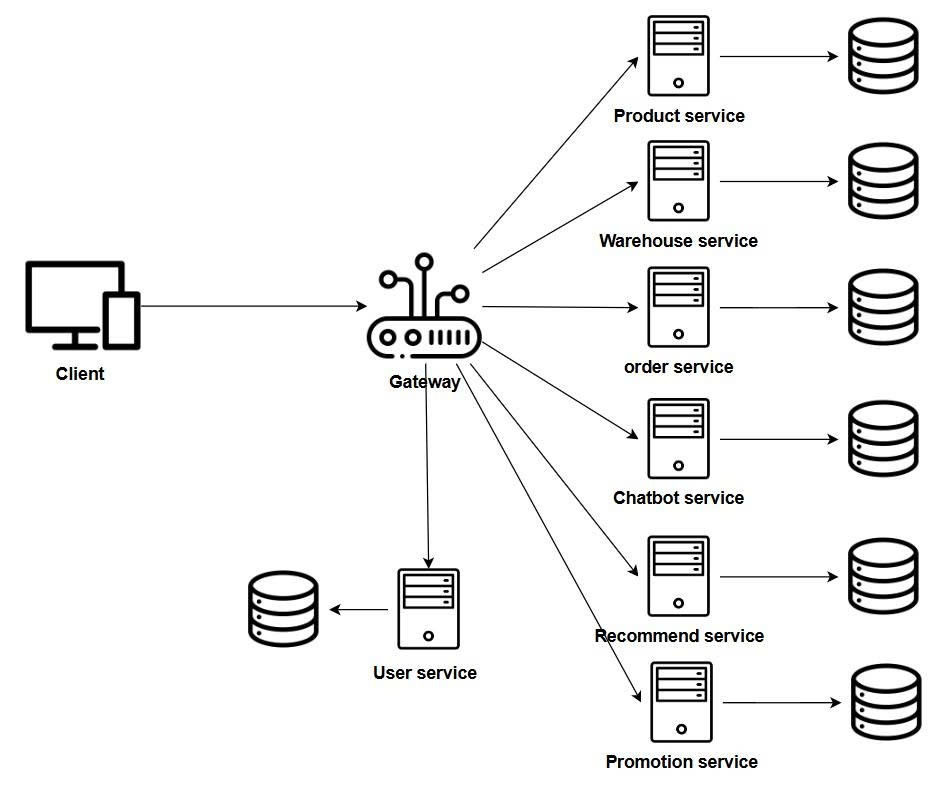 Product service
Warehouse service
Client
Gateway
order service
Chatbot service
Recommend service
User service
Promotion service